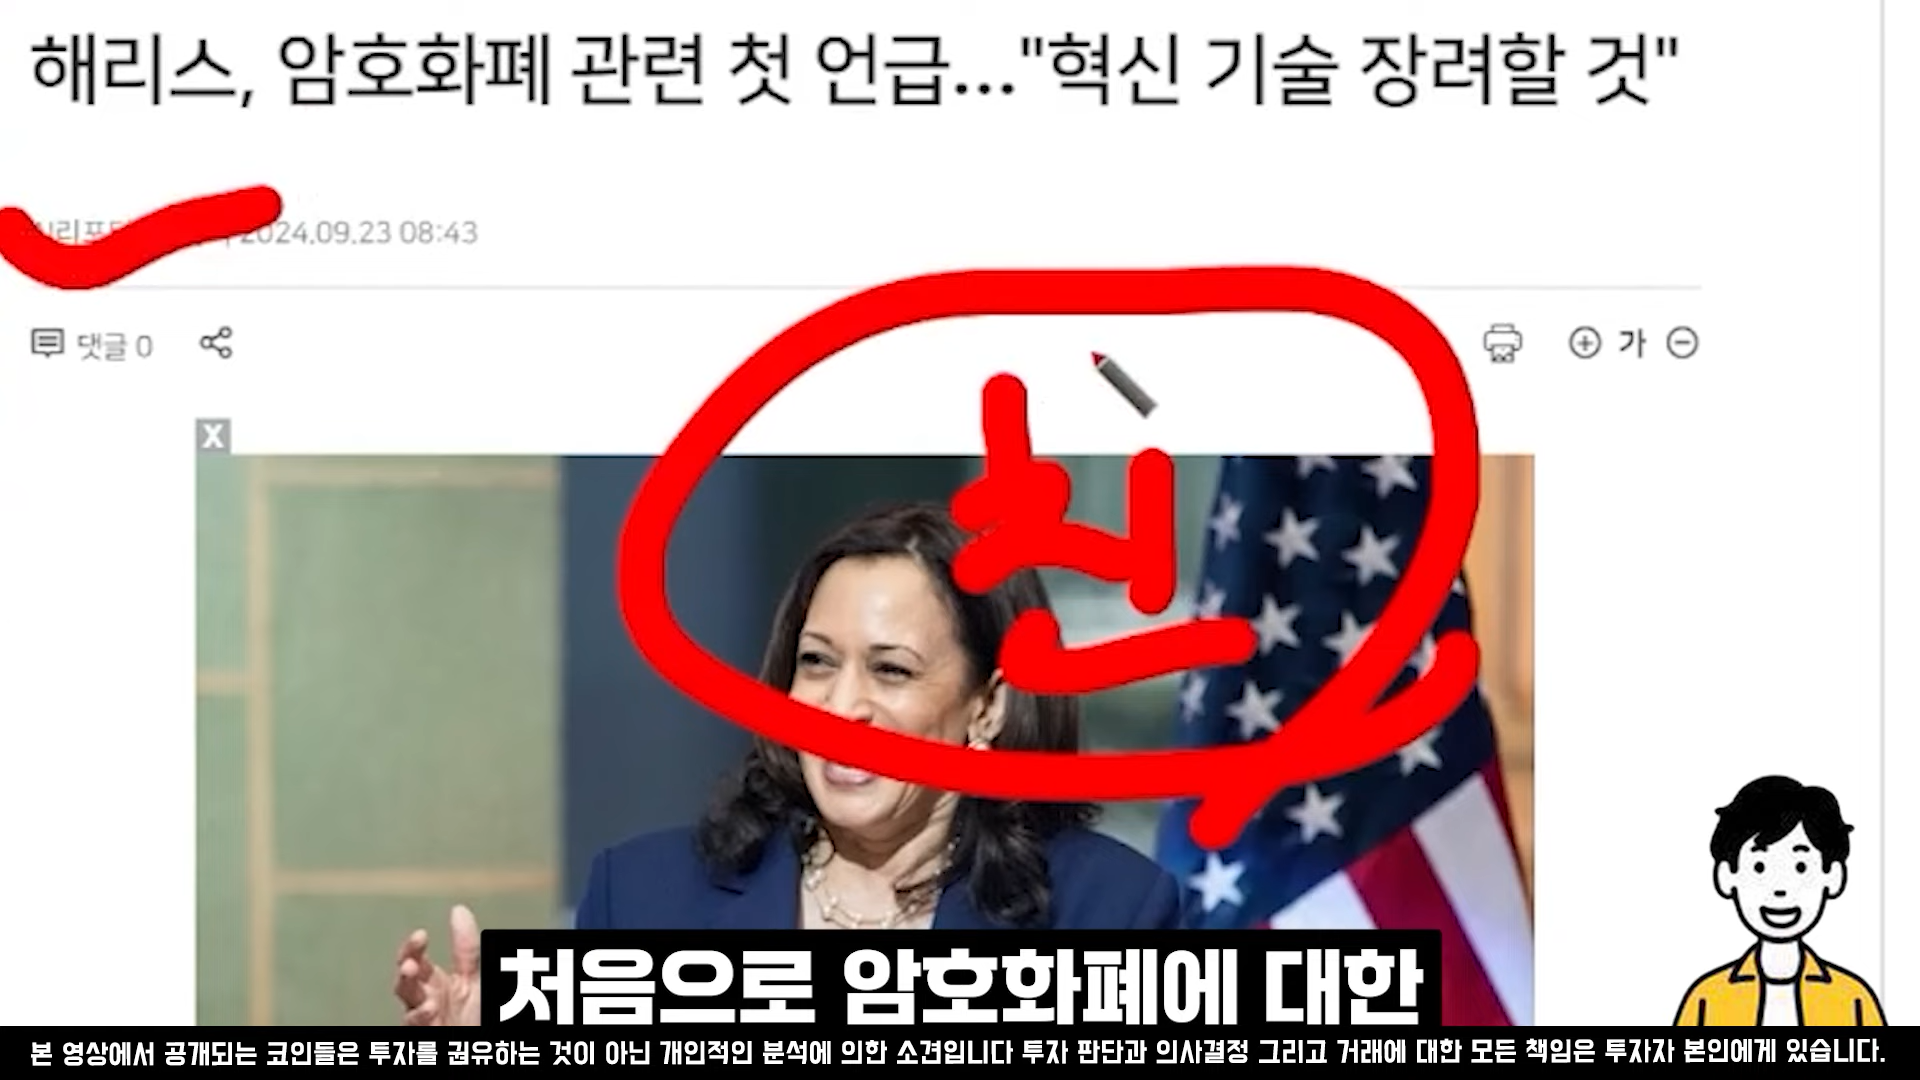 해리스, 암호화폐 관련 첫 언급…"혁신 기술 장려할 것"
2024.09.23 08:43
댓글 0
가
X
친
처음으로 암호화폐에 대한
본 영상에서 공개되는 코인들은 투자를 권유하는 것이 아닌 개인적인 분석에 의한 소견입니다 투자 판단과 의사결정 그리고 거래에 대한 모든 책임은 투자자 본인에게 있습니다.